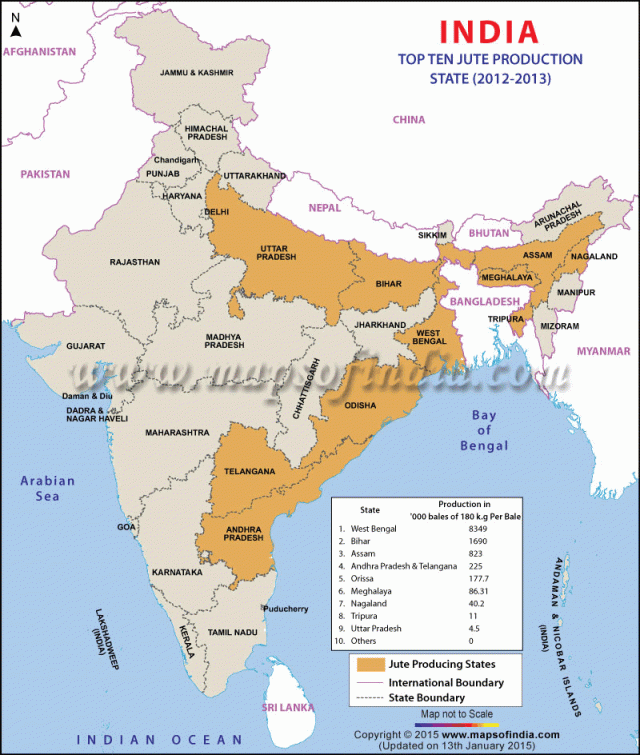 N
INDIA
TOP TEN JUTE PRODUCTION
STATE (2012-2013)
AFGHANISTAN
JAMMU & KASHMIR
CHINA
HIMACHAL
PRADESH
Chandigarh
PUNJAB
PAKISTAN
UTTARAKHAND
HARYANA
DELHI
NEPAL
ARUNACHAL
PRADESH
SIKKIM
BHUTAN
UTTAR
PRADESH
RAJASTHAN
ASSAM
NAGALAND
BIHAR
MEGHALAYA
MANIPUR
BANGLADESH
TRIPURA
MIZORAM
JHARKHAND
WEST
BENGAL
MADHYA
PRADESH
GUJARAT
MYANMAR
www.mapsofindia.com
CHHATTISGARH
Daman & Diu
DADRA &
NAGAR HAVELI
ODISHA
MAHARASHTRA
Bay
of
Bengal
TELANGANA
Arabian
Sea
GOA
ANDHRA
PRADESH
KARNATAKA
Puducherry
LAKSHADWEEP
(INDIA)
KERALA
TAMIL NADU
ANDAMAN & NICOBAR ISLANDS
(INDIA)
SRI LANKA
INDIAN OCEAN
State Production in
'000 bales of 180 k.g Per Bale
1. West Bengal 8349
2. Bihar 1690
3. Assam 823
4. Andhra Pradesh & Telangana 225
5. Orissa 177.7
6. Meghalaya 86.31
7. Nagaland 40.2
8. Tripura 11
9. Uttar Pradesh 4.5
10. Others 0
Jute Producing States
International Boundary
State Boundary
Map not to Scale
Copyright © 2015 www.mapsofindia.com
(Updated on 13th January 2015)